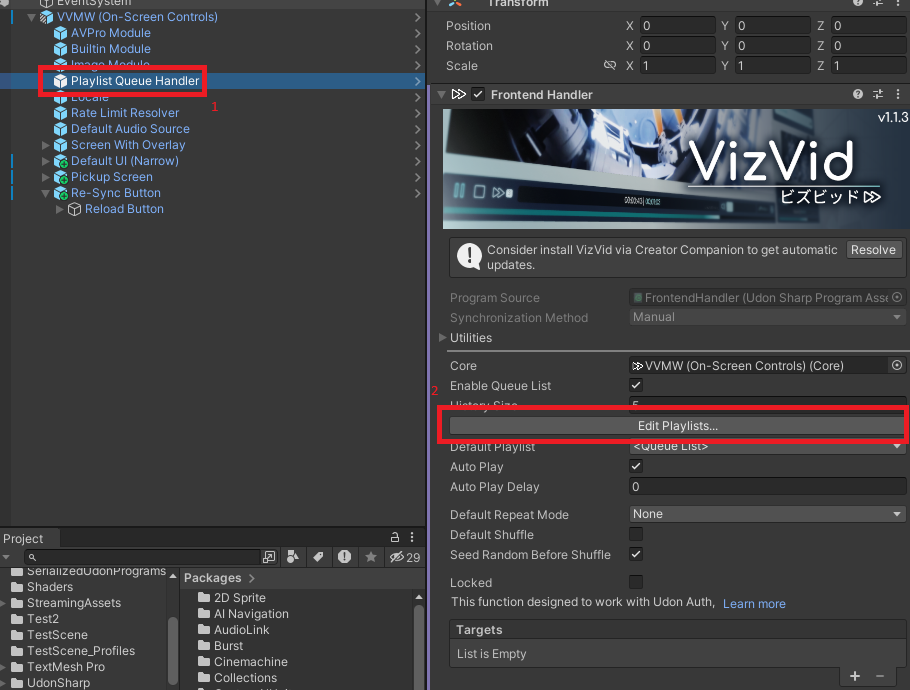 EventSystem
VVMW (On-Screen Controls)
AVPro Module
Builtin Module
Image Module
Playlist Queue Handler
1
Locale
Rate Limit Resolver
Default Audio Source
Screen With Overlay
Default UI (Narrow)
Pickup Screen
Re-Sync Button
Reload Button
Project
29
SerializedUdonPrograms
Shaders
StreamingAssets
Test2
TestScene
TestScene_Profiles
TextMesh Pro
UdonSharp
Packages
2D Sprite
AI Navigation
AudioLink
Burst
Cinemachine
Collections
Transform
Position X 0 Y 0 Z 0
Rotation X 0 Y 0 Z 0
Scale X 1 Y 1 Z 1
Frontend Handler
v1.1.3
VizVid
ビズビッド
Consider install VizVid via Creator Companion to get automatic
updates.
Resolve
Program Source FrontendHandler (Udon Sharp Program Asse
Synchronization Method Manual
Utilities
Core VVMW (On-Screen Controls) (Core)
Enable Queue List
2
History Size 5
Edit Playlists...
Default Playlist <Queue List>
Auto Play
Auto Play Delay 0
Default Repeat Mode None
Default Shuffle
Seed Random Before Shuffle
Locked
This function designed to work with Udon Auth, Learn more
Targets
List is Empty